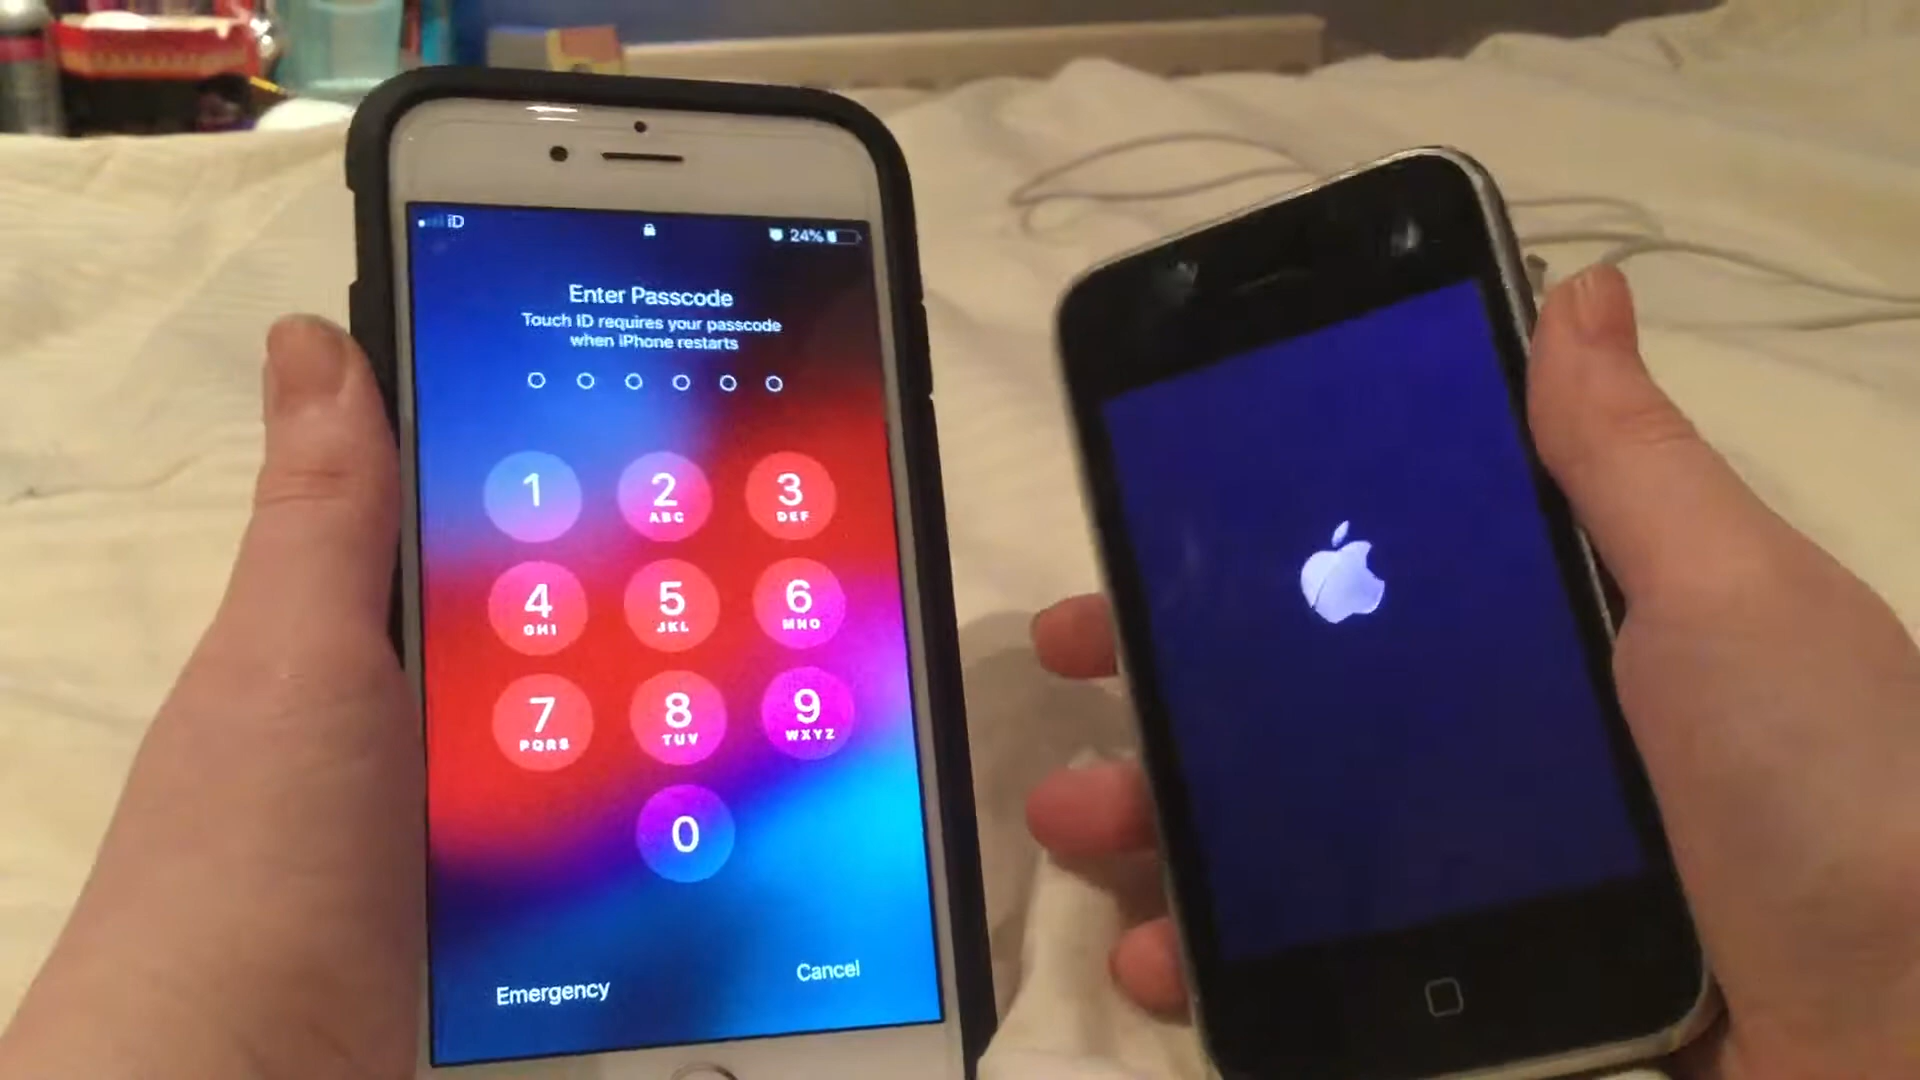 iD
24%
Enter Passcode
Touch ID requires your passcode
when iPhone restarts
1
2
ABC
3
DEF
4
GHI
5
JKL
6
MNO
7
PQRS
8
TUV
9
WXYZ
0
Emergency
Cancel